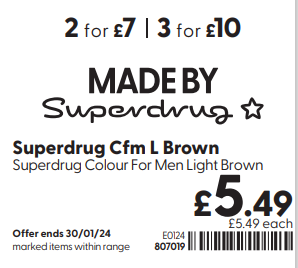 2 for £7 | 3 for £10
MADE BY
Superdrug ☆
Superdrug Cfm L Brown
Superdrug Colour For Men Light Brown
£5.49
£5.49 each
Offer ends 30/01/24 E0124
marked items within range 807019